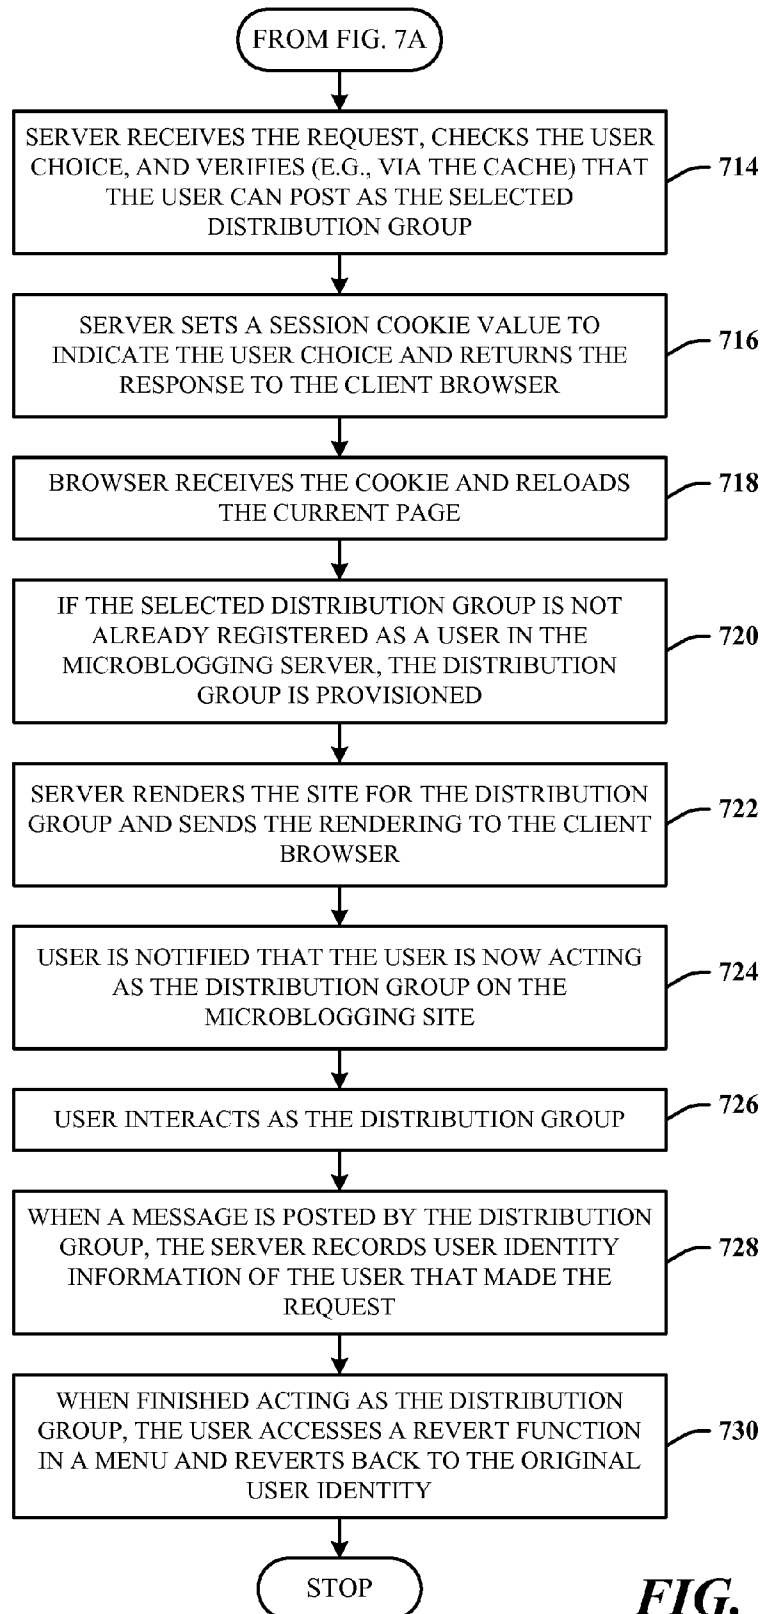 FROM FIG. 7A
SERVER RECEIVES THE REQUEST, CHECKS THE USER
CHOICE, AND VERIFIES (E.G., VIA THE CACHE) THAT
THE USER CAN POST AS THE SELECTED
DISTRIBUTION GROUP
714
SERVER SETS A SESSION COOKIE VALUE TO
INDICATE THE USER CHOICE AND RETURNS THE
RESPONSE TO THE CLIENT BROWSER
716
BROWSER RECEIVES THE COOKIE AND RELOADS
THE CURRENT PAGE
718
IF THE SELECTED DISTRIBUTION GROUP IS NOT
ALREADY REGISTERED AS A USER IN THE
MICROBLOGGING SERVER, THE DISTRIBUTION
GROUP IS PROVISIONED
720
SERVER RENDERS THE SITE FOR THE DISTRIBUTION
GROUP AND SENDS THE RENDERING TO THE CLIENT
BROWSER
722
USER IS NOTIFIED THAT THE USER IS NOW ACTING
AS THE DISTRIBUTION GROUP ON THE
MICROBLOGGING SITE
724
USER INTERACTS AS THE DISTRIBUTION GROUP
726
WHEN A MESSAGE IS POSTED BY THE DISTRIBUTION
GROUP, THE SERVER RECORDS USER IDENTITY
INFORMATION OF THE USER THAT MADE THE
REQUEST
728
WHEN FINISHED ACTING AS THE DISTRIBUTION
GROUP, THE USER ACCESSES A REVERT FUNCTION
IN A MENU AND REVERTS BACK TO THE ORIGINAL
USER IDENTITY
730
STOP
FIG.